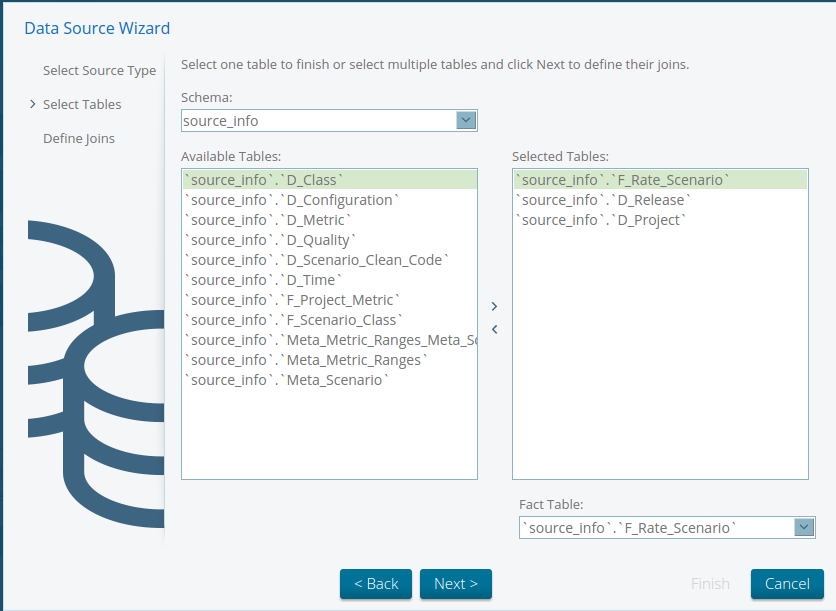 Data Source Wizard
Select Source Type
Select Tables
Define Joins
Select one table to finish or select multiple tables and click Next to define their joins.
Schema:
source_info
Available Tables:
`source_info`.`D_Class`
`source_info`.`D_Configuration`
`source_info`.`D_Metric`
`source_info`.`D_Quality`
`source_info`.`D_Scenario_Clean_Code`
`source_info`.`D_Time`
`source_info`.`F_Project_Metric`
`source_info`.`F_Scenario_Class`
`source_info`.`Meta_Metric_Ranges_Meta_Sc
`source_info`.`Meta_Metric_Ranges`
`source_info`.`Meta_Scenario`
Selected Tables:
`source_info`.`F_Rate_Scenario`
`source_info`.`D_Release`
`source_info`.`D_Project`
Fact Table:
`source_info`.`F_Rate_Scenario`
< Back
Next >
Finish
Cancel